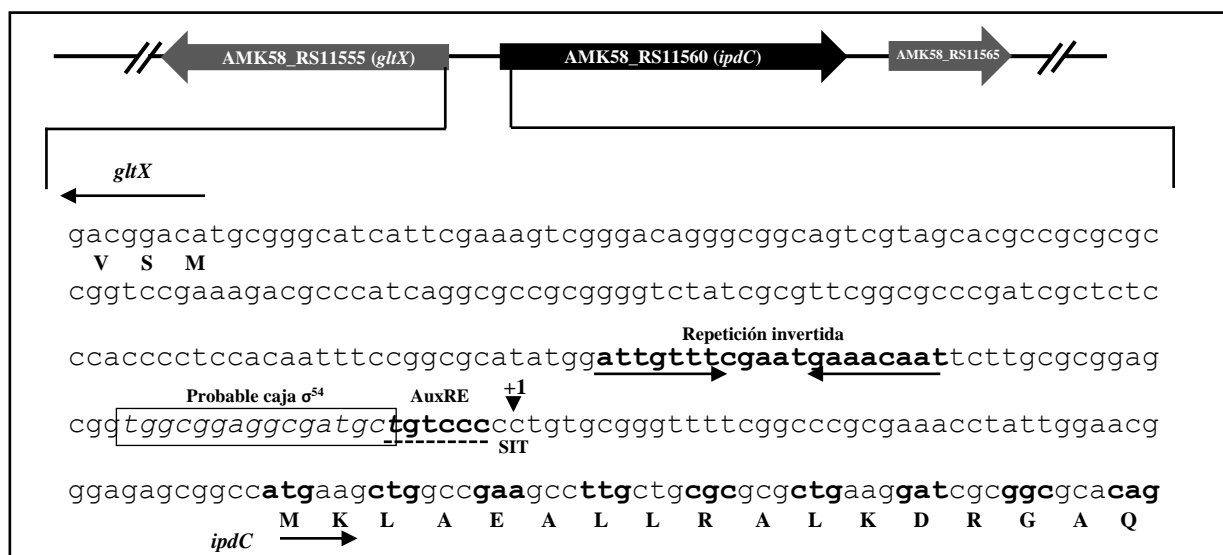 AMK58_RS11555 (gltX) AMK58_RS11560 (ipdC) AMK58_RS11565
gltX
gacggacatgcgggcatcattcgaaagtcgggacagggcggcagtcgtagcacgccgcgcgc
V S M
cggtccgaaagacgcccatcaggcgccgcggggtctatcgcgttcggcgcccgatcgctctc
Repetición invertida
ccacccctccacaatttccggcgcatatggattgtttcgaatgaaacaattcttgcgcggag
Probable caja σ⁵⁴ AuxRE +1
cggtggcggaggcgatgctgtcccccctgtgcgggttttcggcccgcgaaacctattggaacg
SIT
ggagagcggccatgaagctggccgaagccttgctgcgcgcgctgaaggatcgcggcgcacag
M K L A E A L L R A L K D R G A Q
ipdC